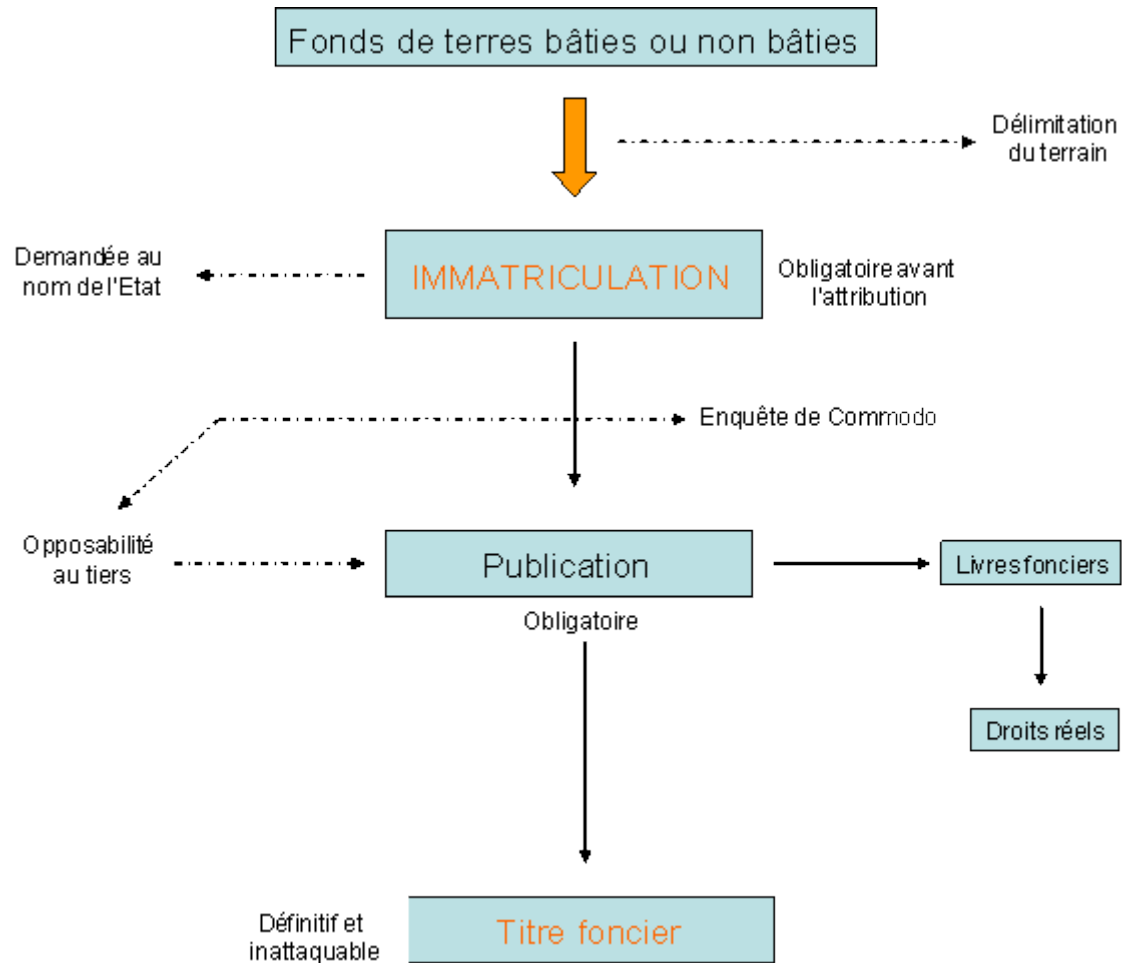 Fonds de terres bâties ou non bâties
Délimitation
du terrain
Demandée au
nom de l'Etat
IMMATRICULATION
Obligatoire avant
l'attribution
Enquête de Commodo
Opposabilité
au tiers
Publication
Livres fonciers
Obligatoire
Droits réels
Définitif et
inattaquable
Titre foncier